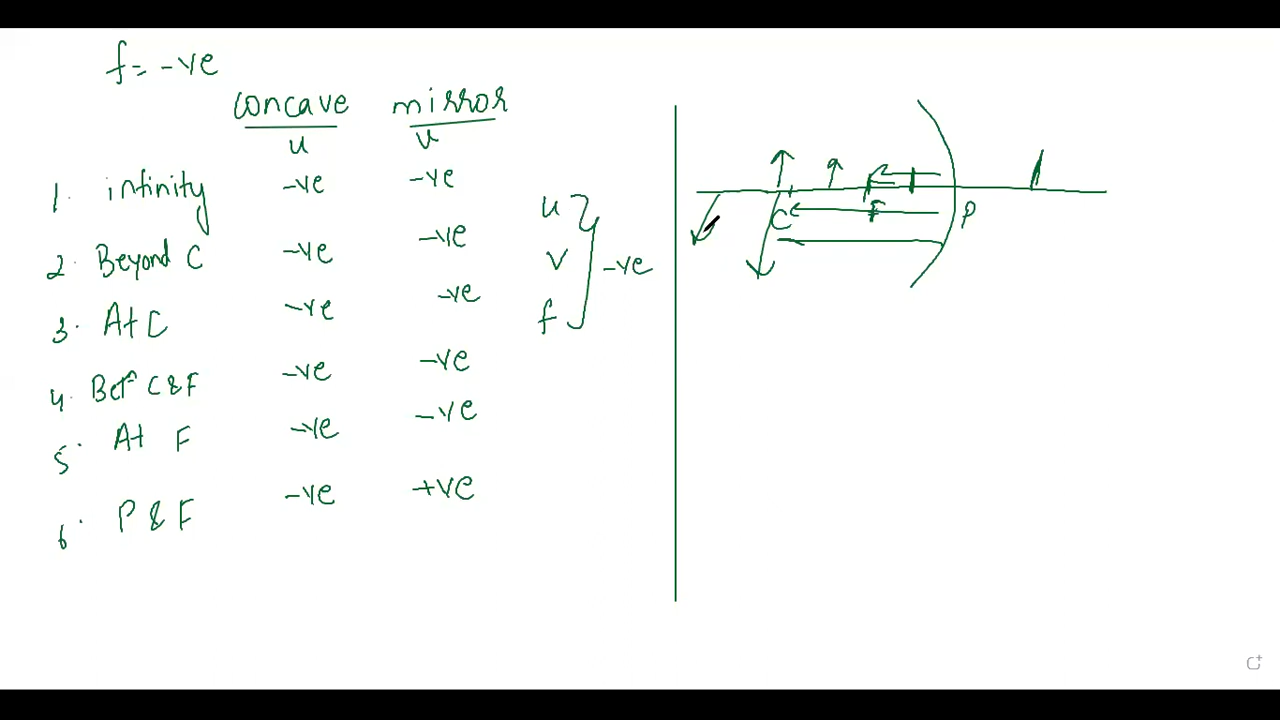 f= -ve
concave mirror
u v
1. infinity -ve -ve
2. Beyond C -ve -ve
3. At C -ve -ve
4. Betn C & F -ve -ve
5. At F -ve -ve
6. P & F -ve +ve
u
v -ve
f
C F P